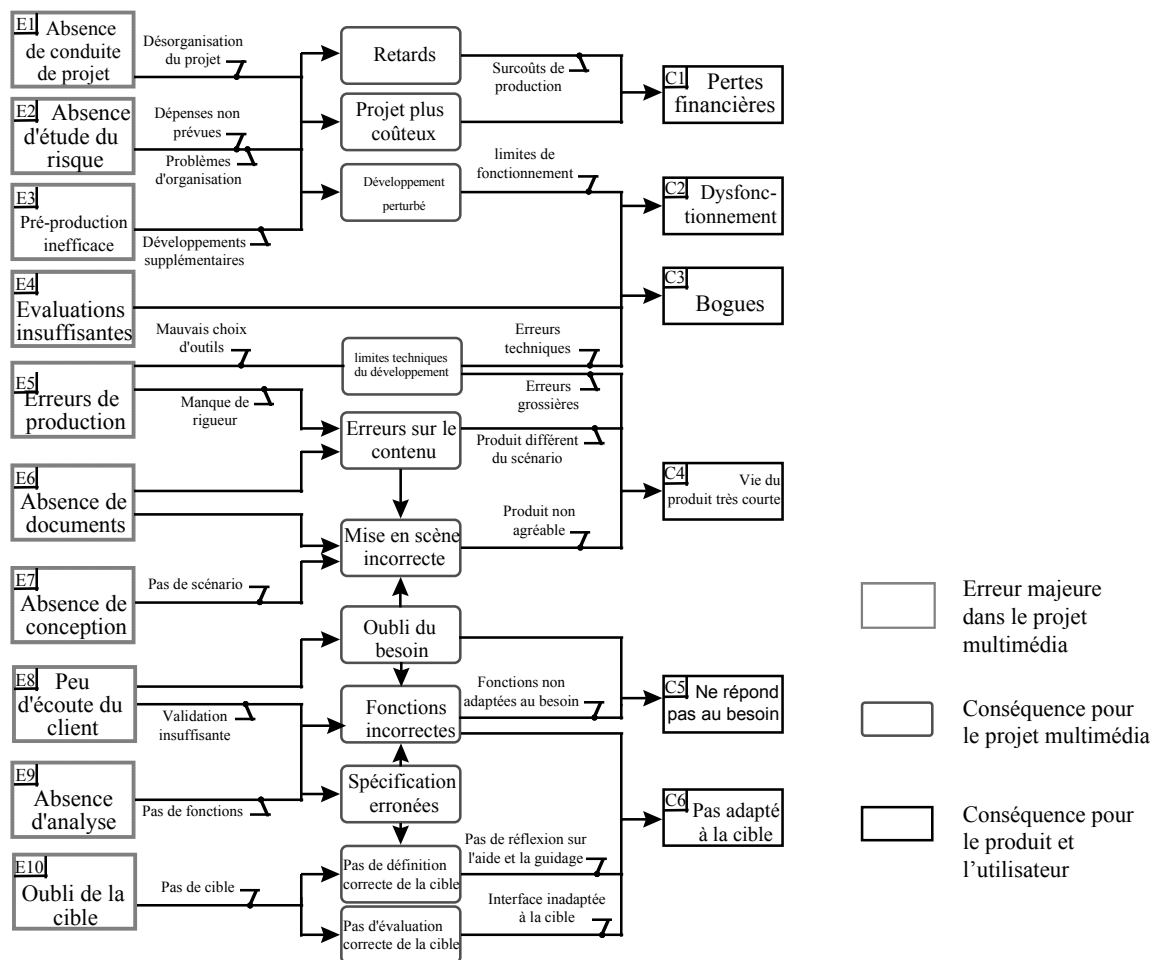 E1 Absence
de conduite
de projet
Désorganisation
du projet
E2 Absence
d'étude du
risque
Dépenses non
prévues
Problèmes
d'organisation
E3
Pré-production
inefficace
Développements
supplémentaires
E4
Evaluations
insuffisantes
Mauvais choix
d'outils
E5
Erreurs de
production
Manque de
rigueur
E6
Absence de
documents
E7
Absence de
conception
Pas de scénario
E8 Peu
d'écoute du
client
Validation
insuffisante
E9
Absence
d'analyse
Pas de fonctions
E10
Oubli de la
cible
Pas de cible
Retards
Surcoûts de
production
Projet plus
coûteux
Développement
perturbé
limites de
fonctionnement
limites techniques
du développement
Erreurs
techniques
Erreurs
grossières
Erreurs sur le
contenu
Produit différent
du scénario
Mise en scène
incorrecte
Produit non
agréable
Oubli du
besoin
Fonctions
incorrectes
Fonctions non
adaptées au besoin
Spécification
erronées
Pas de définition
correcte de la cible
Pas de réflexion sur
l'aide et la guidage
Pas d'évaluation
correcte de la cible
Interface inadaptée
à la cible
C1 Pertes
financières
C2 Dysfonc-
tionnement
C3
Bogues
C4 Vie du
produit très courte
C5 Ne répond
pas au besoin
C6
Pas adapté
à la cible
Erreur majeure
dans le projet
multimédia
Conséquence pour
le projet multimédia
Conséquence pour
le produit et
l’utilisateur